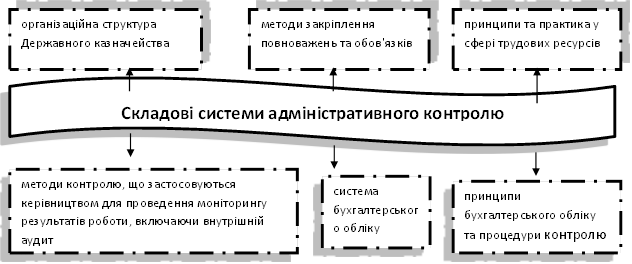 організаційна структура
Державного казначейства
методи закріплення
повноважень та обов'язків
принципи та практика у
сфері трудових ресурсів
Складові системи адміністративного контролю
методи контролю, що застосовуються
керівництвом для проведення моніторингу
результатів роботи, включаючи внутрішній
аудит
система
бухгалтерськ
о обліку
принципи
бухгалтерського обліку
та процедури контролю